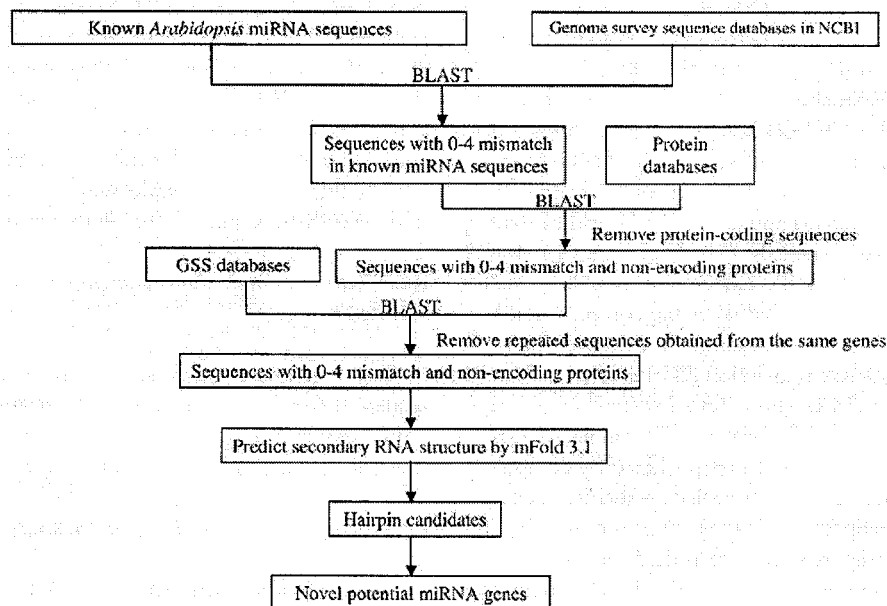 Known Arabidopsis miRNA sequences
Genome survey sequence databases in NCBI
BLAST
Sequences with 0-4 mismatch
in known miRNA sequences
Protein
databases
BLAST
Remove protein-coding sequences
GSS databases
Sequences with 0-4 mismatch and non-encoding proteins
BLAST
Remove repeated sequences obtained from the same genes
Sequences with 0-4 mismatch and non-encoding proteins
Predict secondary RNA structure by mFold 3.1
Hairpin candidates
Novel potential miRNA genes